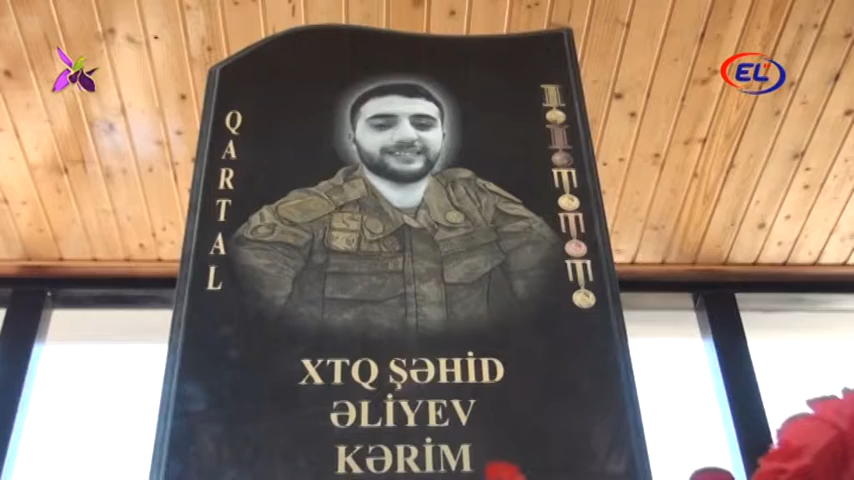 EL
QARTAL
XTQ ŞƏHİD
ƏLİYEV
KƏRİM